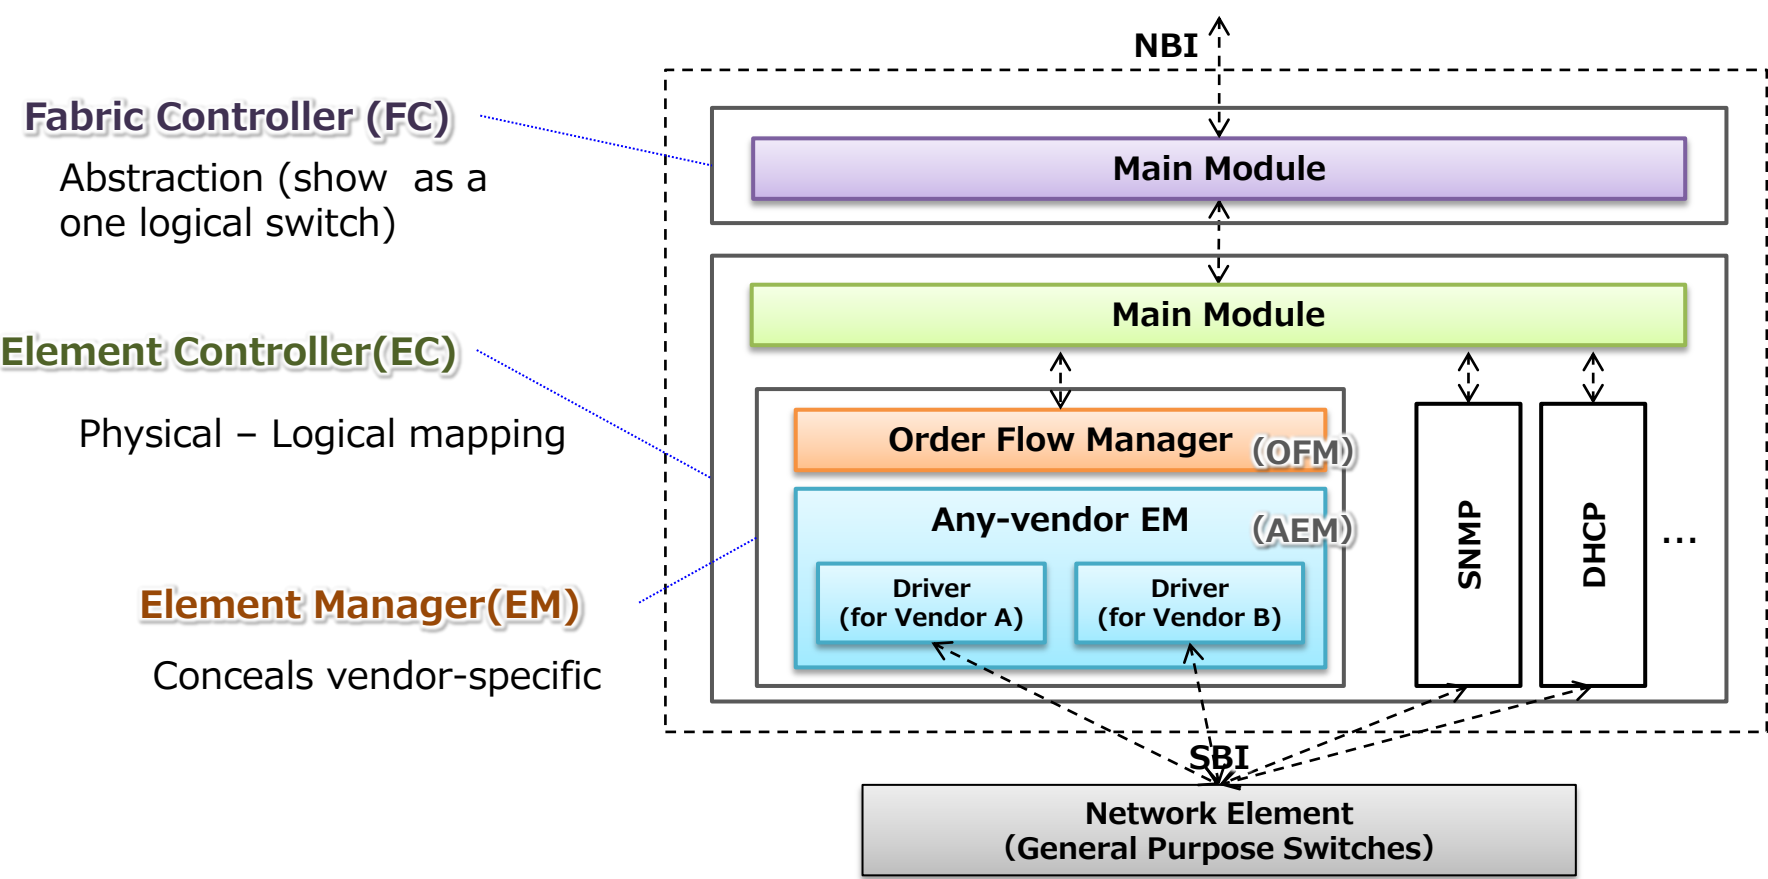 NBI
Fabric Controller (FC)
Abstraction (show  as a
one logical switch)
Main Module
Element Controller(EC)
Physical – Logical mapping
Main Module
Order Flow Manager
(OFM)
Any-vendor EM
(AEM)
Driver
(for Vendor A)
Driver
(for Vendor B)
SNMP
DHCP
...
Element Manager(EM)
Conceals vendor-specific
SBI
Network Element
(General Purpose Switches)